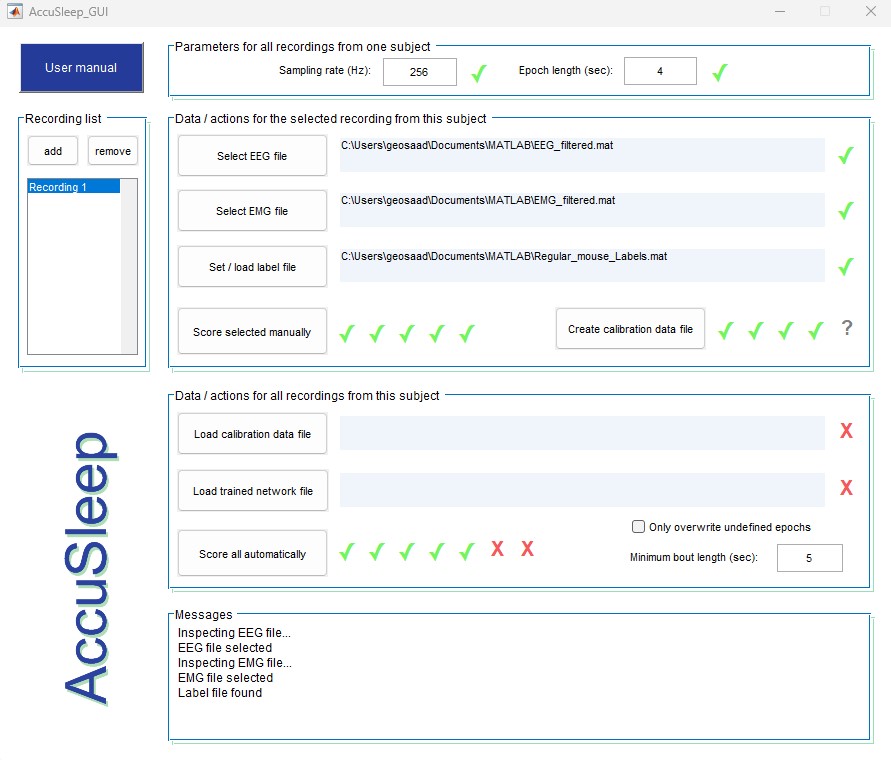 AccuSleep_GUI
User manual
Parameters for all recordings from one subject
Sampling rate (Hz): 256 Epoch length (sec): 4
Recording list
add remove
Recording 1
Data / actions for the selected recording from this subject
Select EEG file C:\Users\geosaad\Documents\MATLAB\EEG_filtered.mat
Select EMG file C:\Users\geosaad\Documents\MATLAB\EMG_filtered.mat
Set / load label file C:\Users\geosaad\Documents\MATLAB\Regular_mouse_Labels.mat
Score selected manually Create calibration data file ?
Data / actions for all recordings from this subject
Load calibration data file X
Load trained network file X
Only overwrite undefined epochs
Score all automatically X X
Minimum bout length (sec): 5
AccuSleep
Messages
Inspecting EEG file...
EEG file selected
Inspecting EMG file...
EMG file selected
Label file found